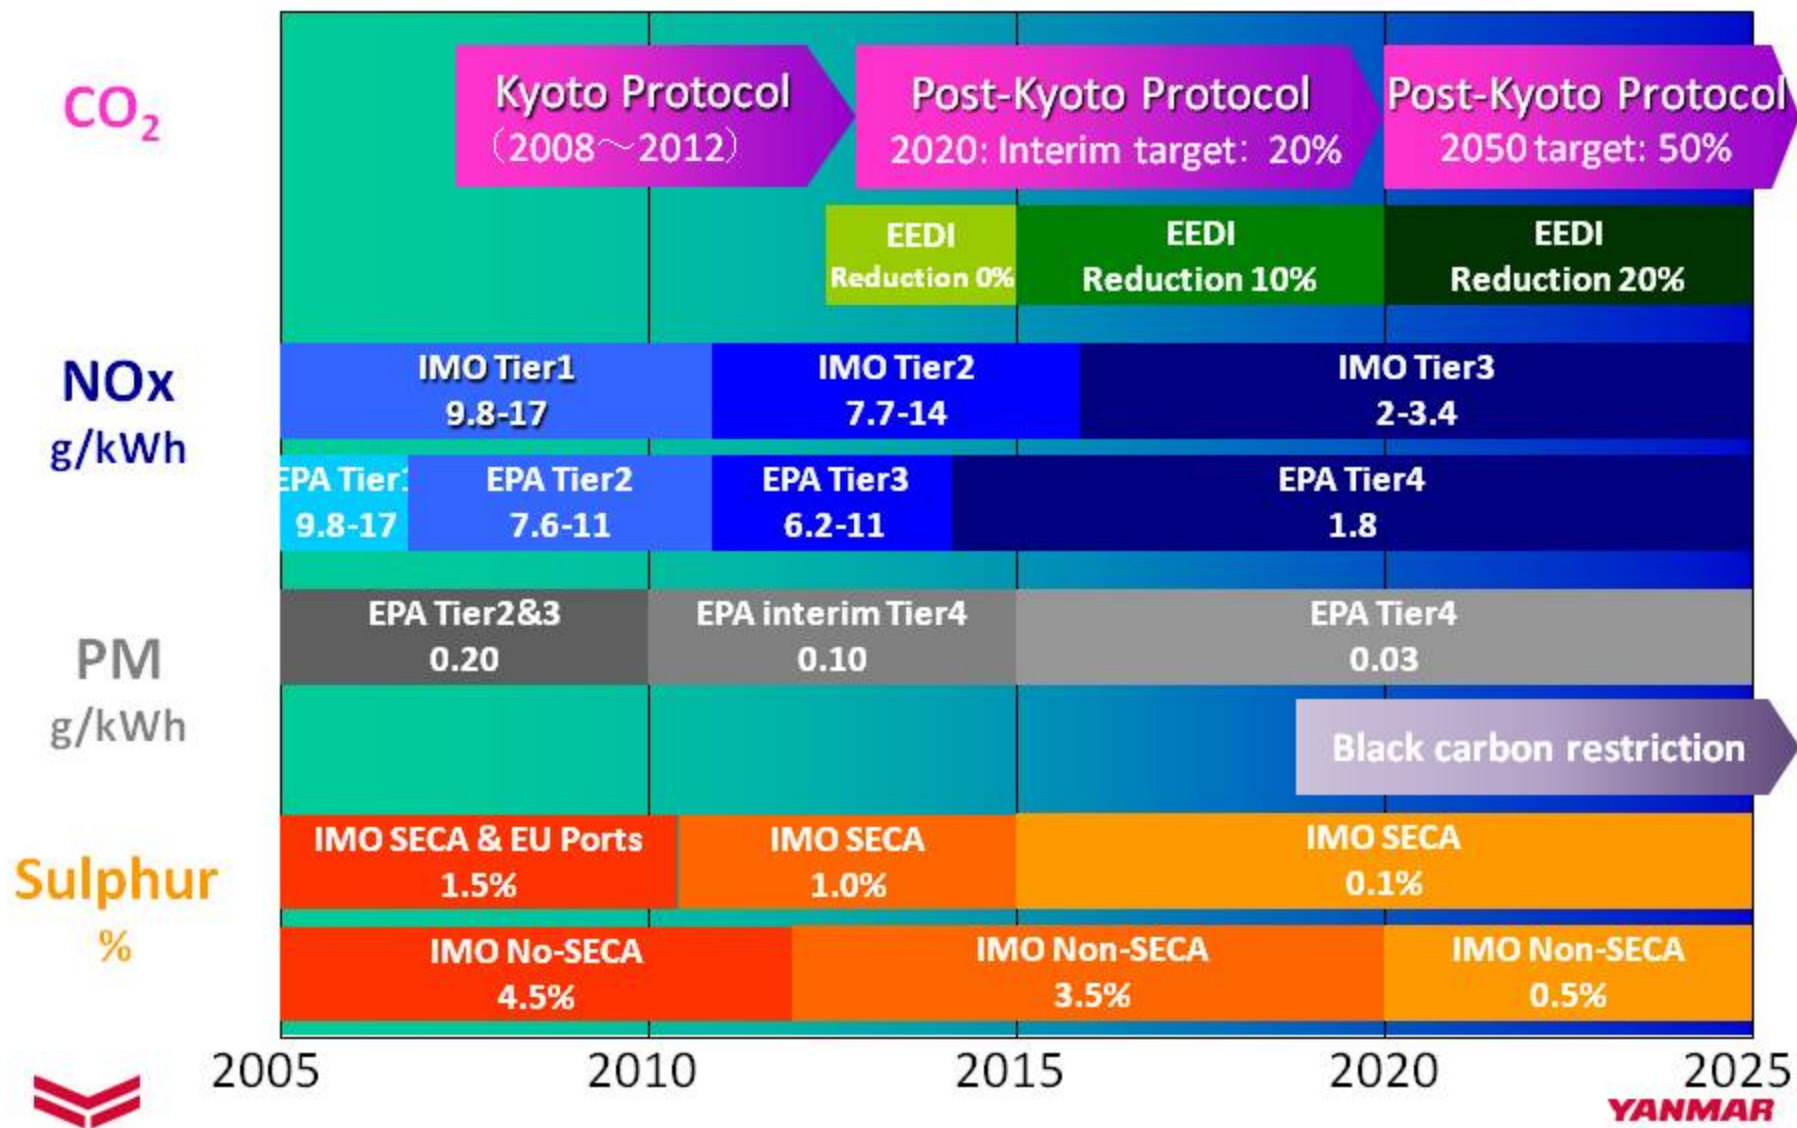 CO₂
Kyoto Protocol
（2008～2012）
Post-Kyoto Protocol
2020: Interim target: 20%
Post-Kyoto Protocol
2050 target: 50%
EEDI
Reduction 0%
EEDI
Reduction 10%
EEDI
Reduction 20%
NOx
g/kWh
IMO Tier1
9.8-17
IMO Tier2
7.7-14
IMO Tier3
2-3.4
EPA Tier1
9.8-17
EPA Tier2
7.6-11
EPA Tier3
6.2-11
EPA Tier4
1.8
PM
g/kWh
EPA Tier2&3
0.20
EPA interim Tier4
0.10
EPA Tier4
0.03
Black carbon restriction
Sulphur
%
IMO SECA & EU Ports
1.5%
IMO SECA
1.0%
IMO SECA
0.1%
IMO No-SECA
4.5%
IMO Non-SECA
3.5%
IMO Non-SECA
0.5%
2005 2010 2015 2020 2025
YANMAR